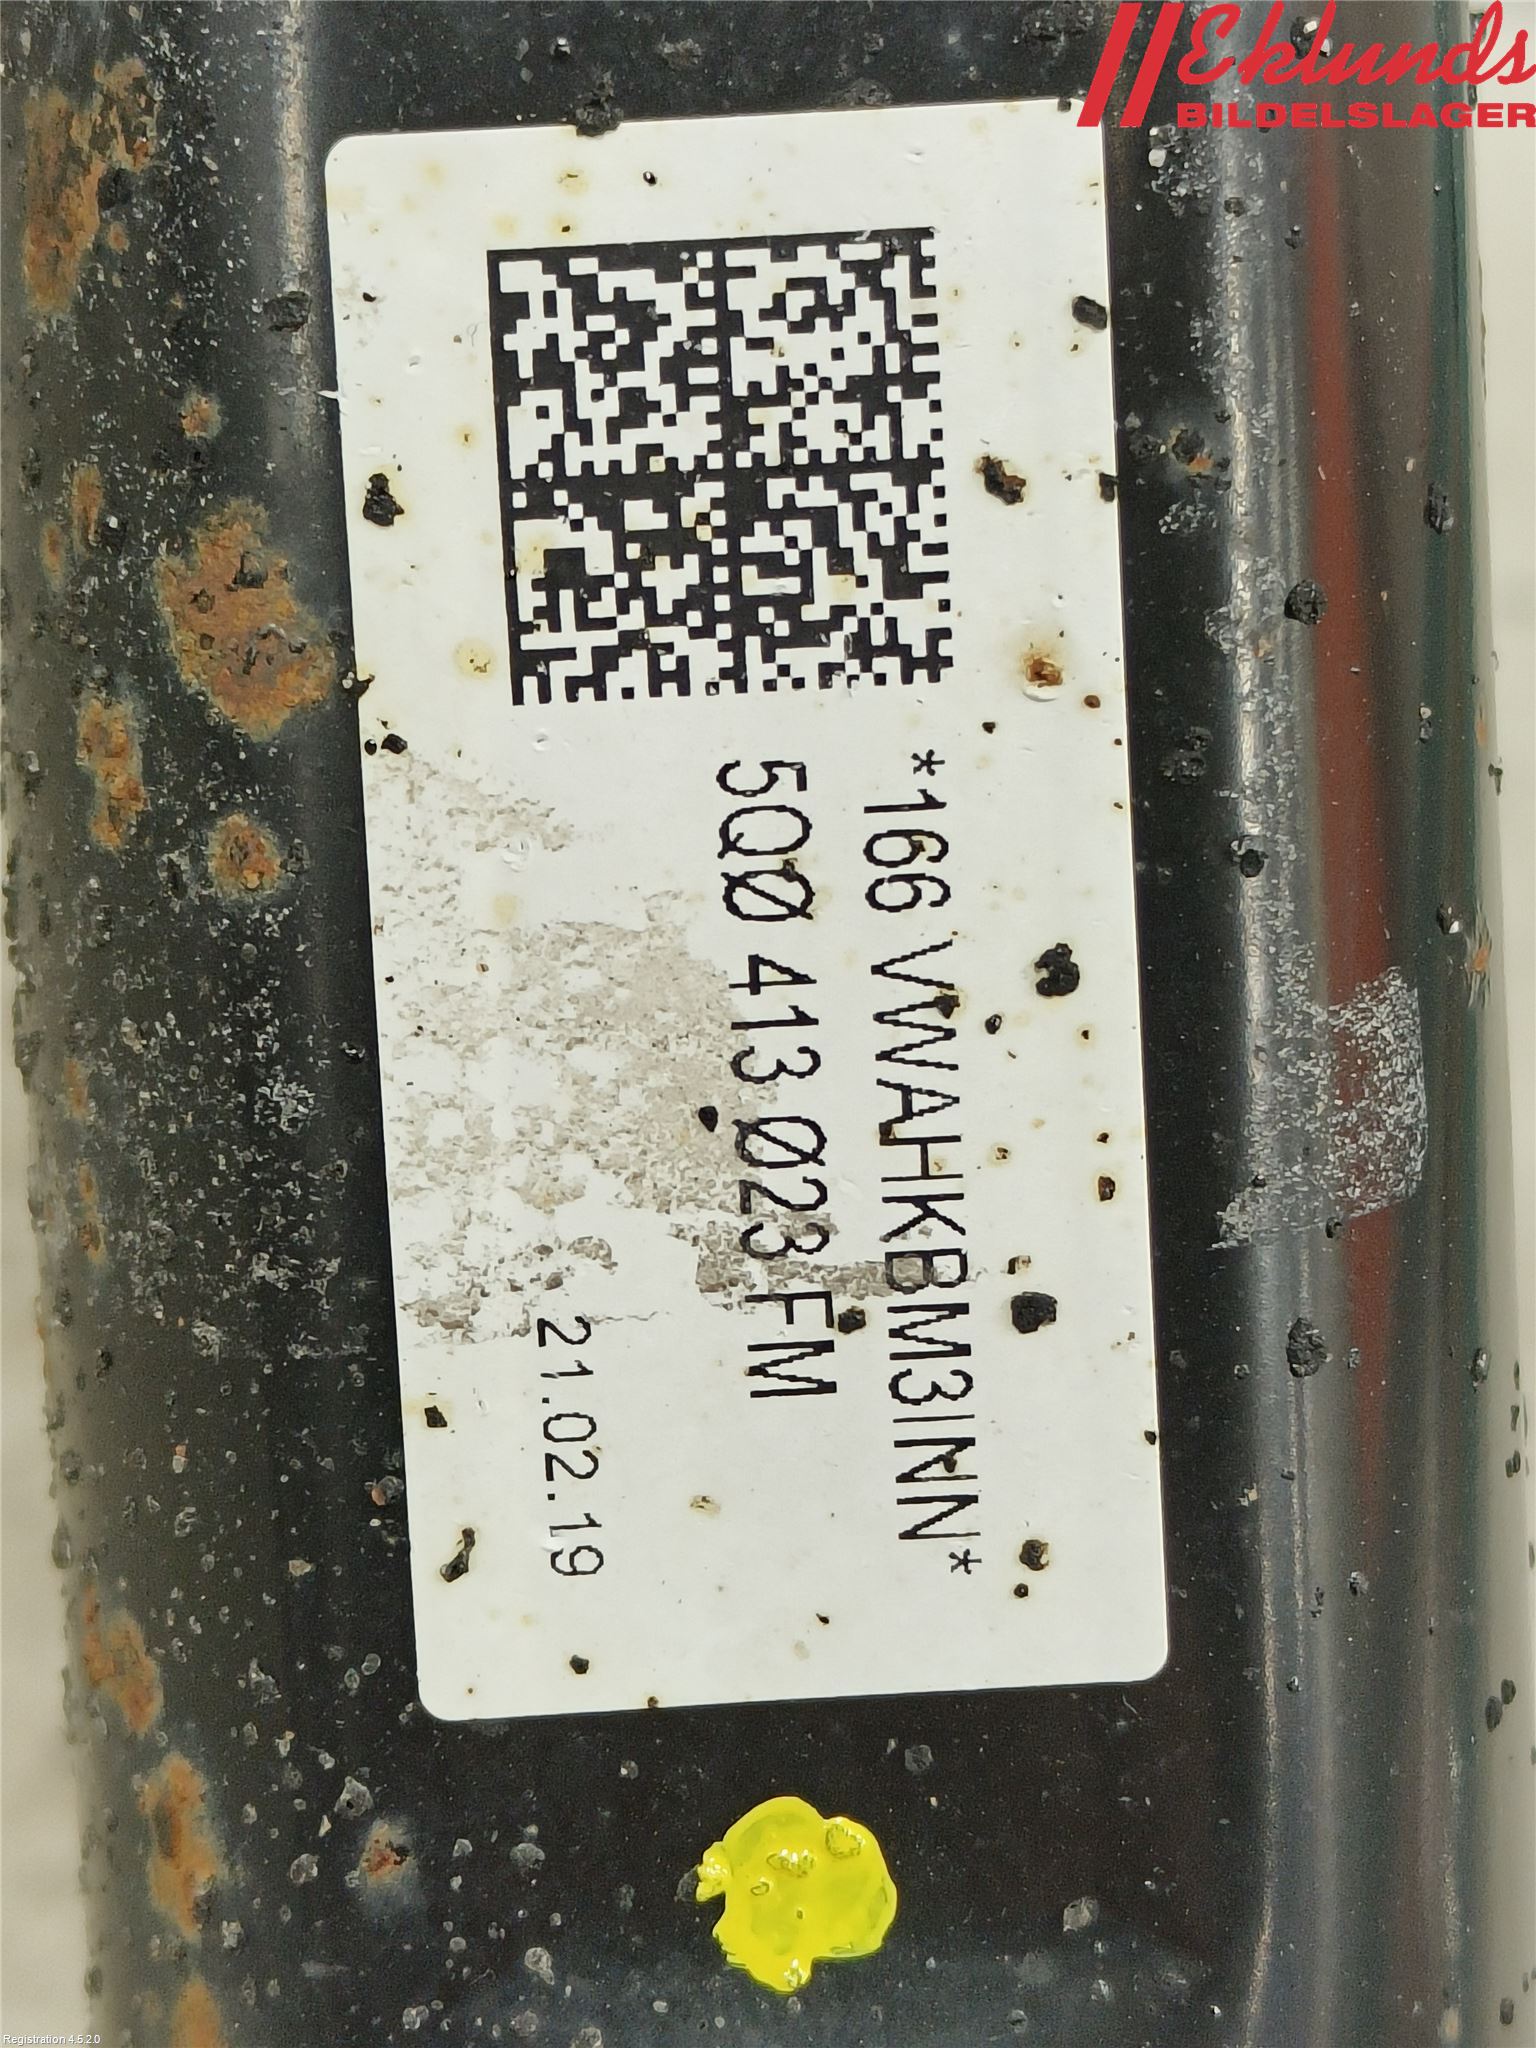 Eklunds
BILDELSLAGER
*166 VWAHKBM3INN*
5Q0 413 023 FM
21.02.19
Registration 4.5.2.0